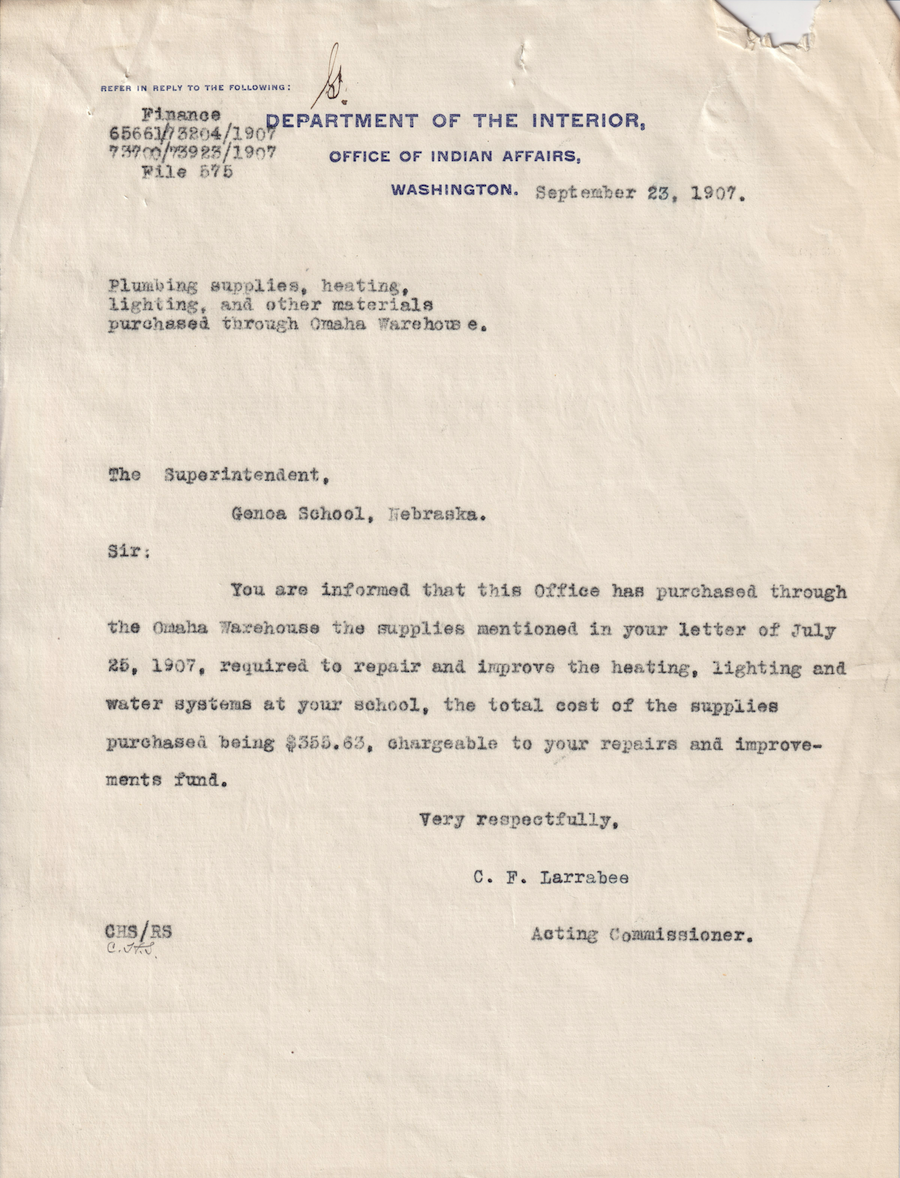 REFER IN REPLY TO THE FOLLOWING:
Finance
65661/73204/1907
73700/73923/1907
File 575
DEPARTMENT OF THE INTERIOR,
OFFICE OF INDIAN AFFAIRS,
WASHINGTON. September 23, 1907.
Plumbing supplies, heating,
lighting, and other materials
purchased through Omaha Warehouse.
The Superintendent,
Genoa School, Nebraska.
Sir:
You are informed that this Office has purchased through
the Omaha Warehouse the supplies mentioned in your letter of July
25, 1907, required to repair and improve the heating, lighting and
water systems at your school, the total cost of the supplies
purchased being $355.63, chargeable to your repairs and improve-
ments fund.
Very respectfully,
C. F. Larrabee
CHS/RS
C.H.S.
Acting Commissioner.